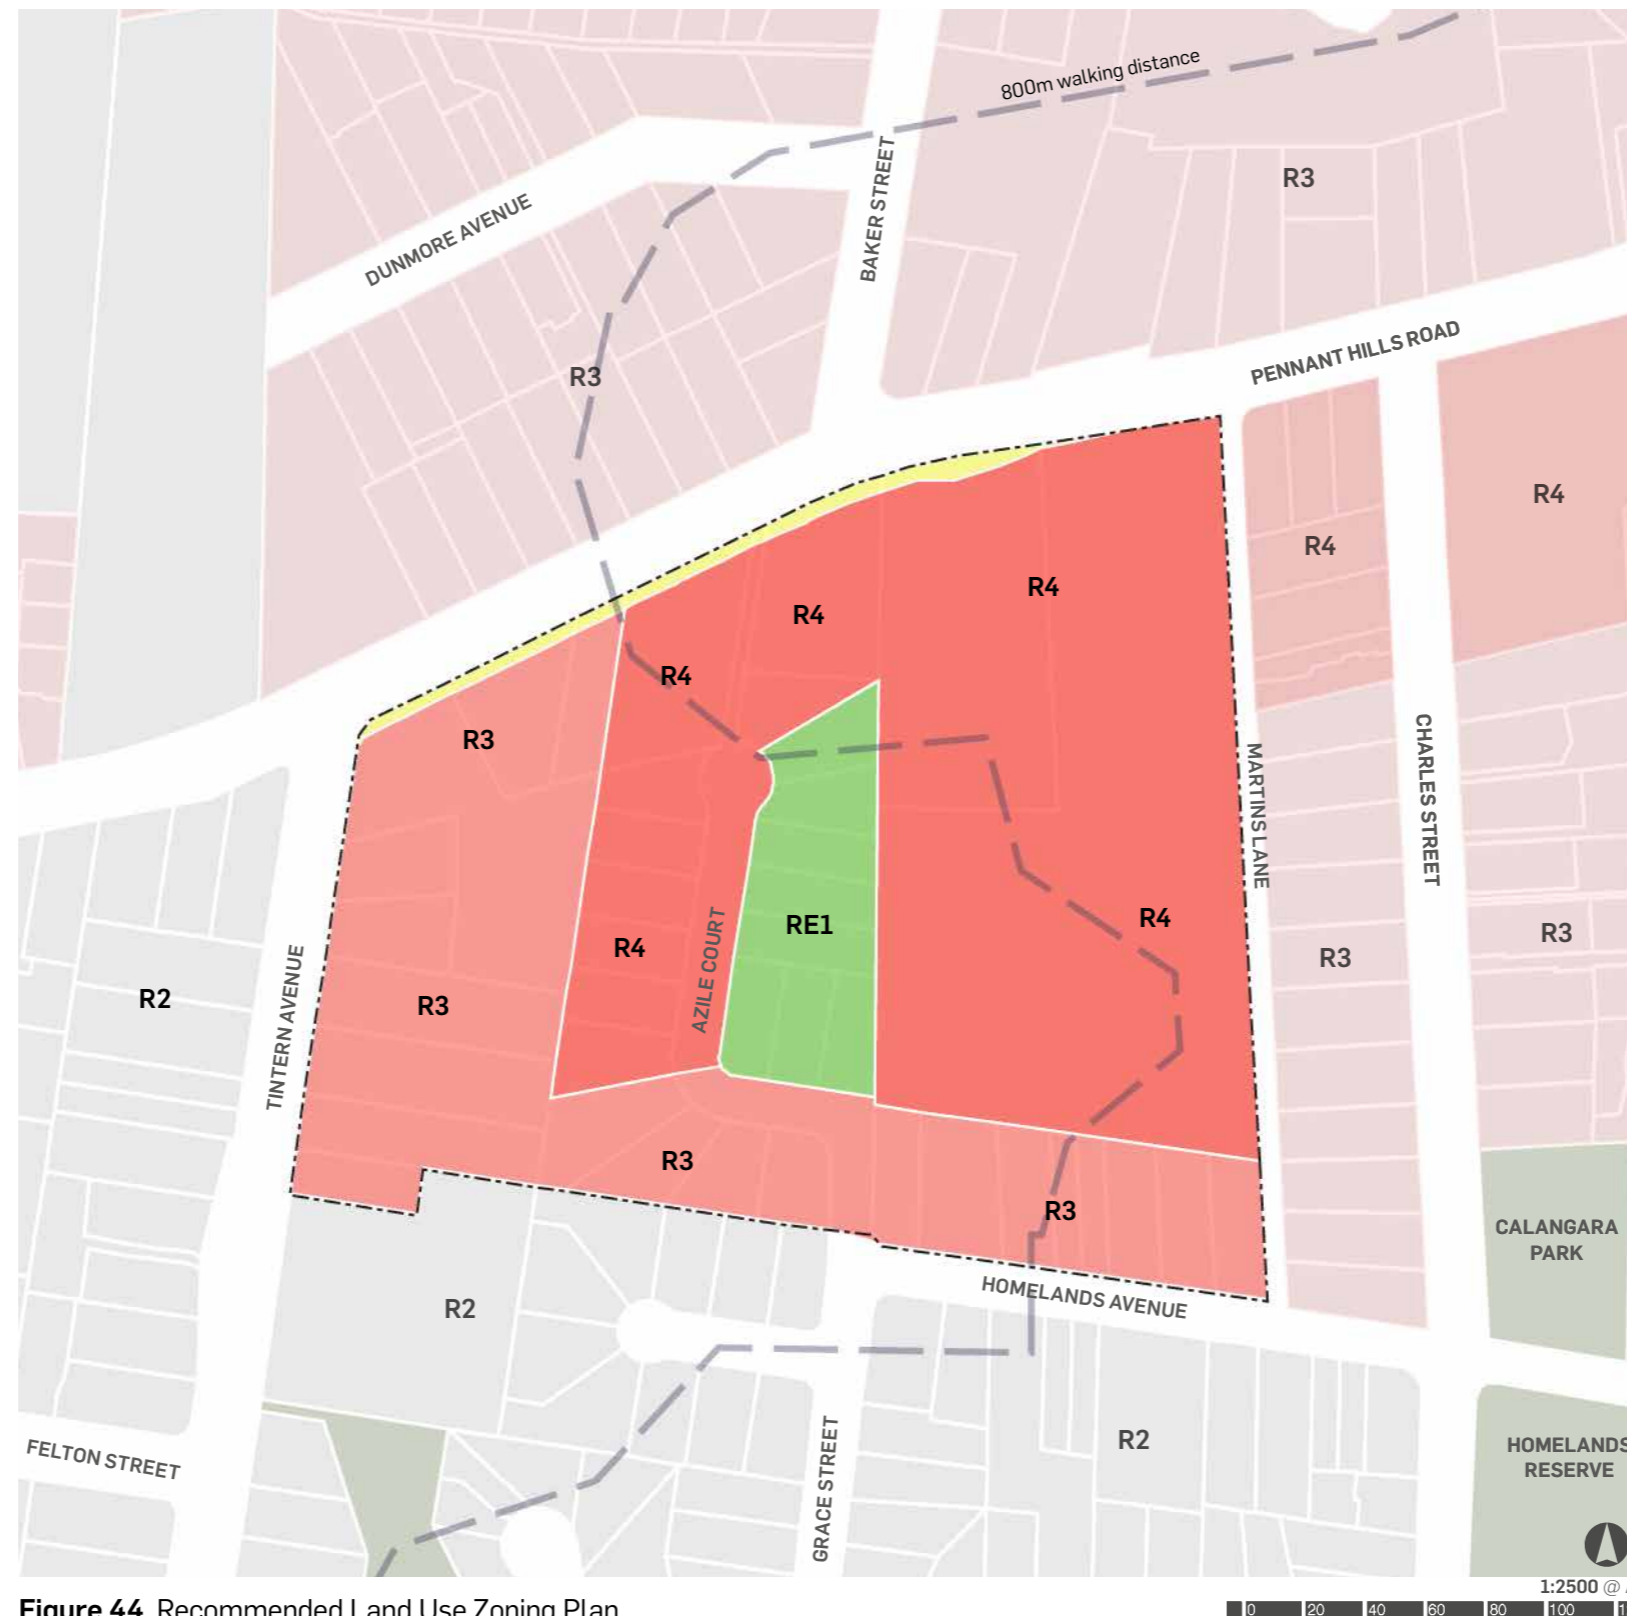 800m walking distance
BAKER STREET
R3
DUNMORE AVENUE
PENNANT HILLS ROAD
R3
R4
R4
R4
R4
R4
R3
MARTINS LANE
CHARLES STREET
R4
RE1
R4
AZILE COURT
R3
R3
R2
R3
TINTERN AVENUE
R3
R3
CALANGARA
PARK
HOMELANDS AVENUE
R2
FELTON STREET
GRACE STREET
R2
HOMELANDS
RESERVE
1:2500 @
Figure 44 Recommended Land Use Zoning Plan
0 20 40 60 80 100